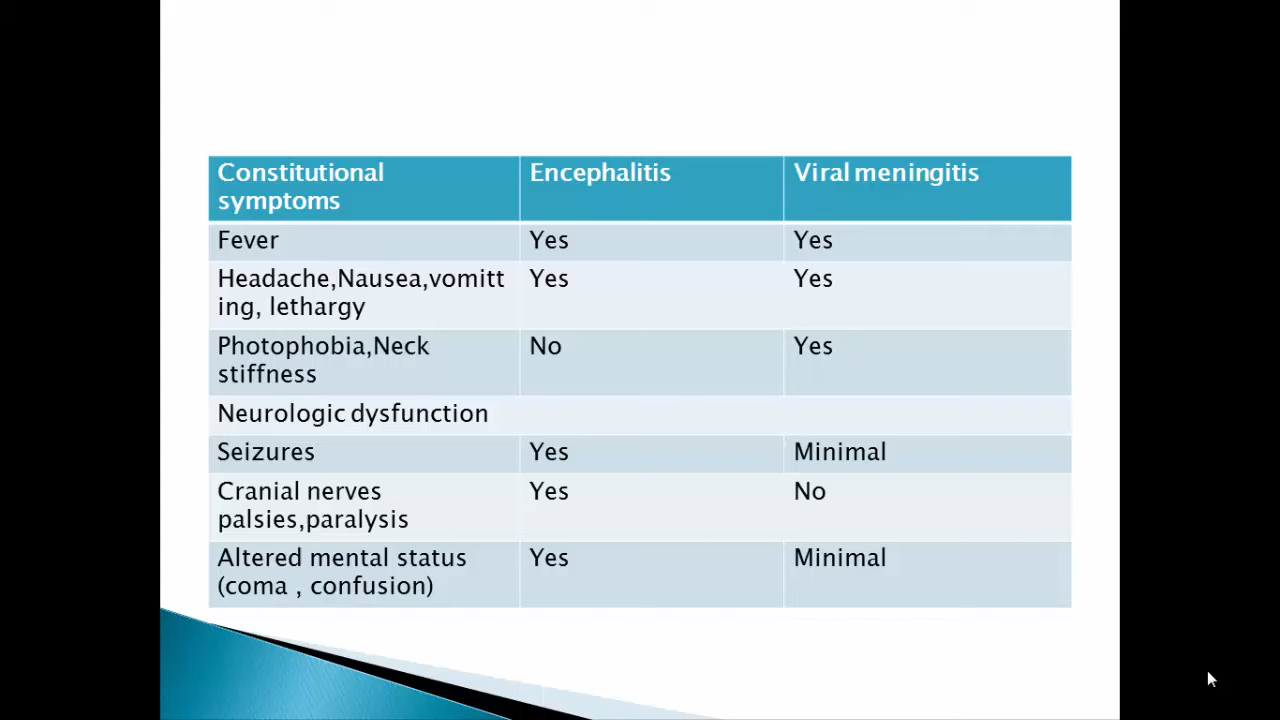 Constitutional symptoms Encephalitis Viral meningitis
Fever Yes Yes
Headache,Nausea,vomitt Yes Yes
ing, lethargy
Photophobia,Neck No Yes
stiffness
Neurologic dysfunction
Seizures Yes Minimal
Cranial nerves Yes No
palsies,paralysis
Altered mental status Yes Minimal
(coma , confusion)